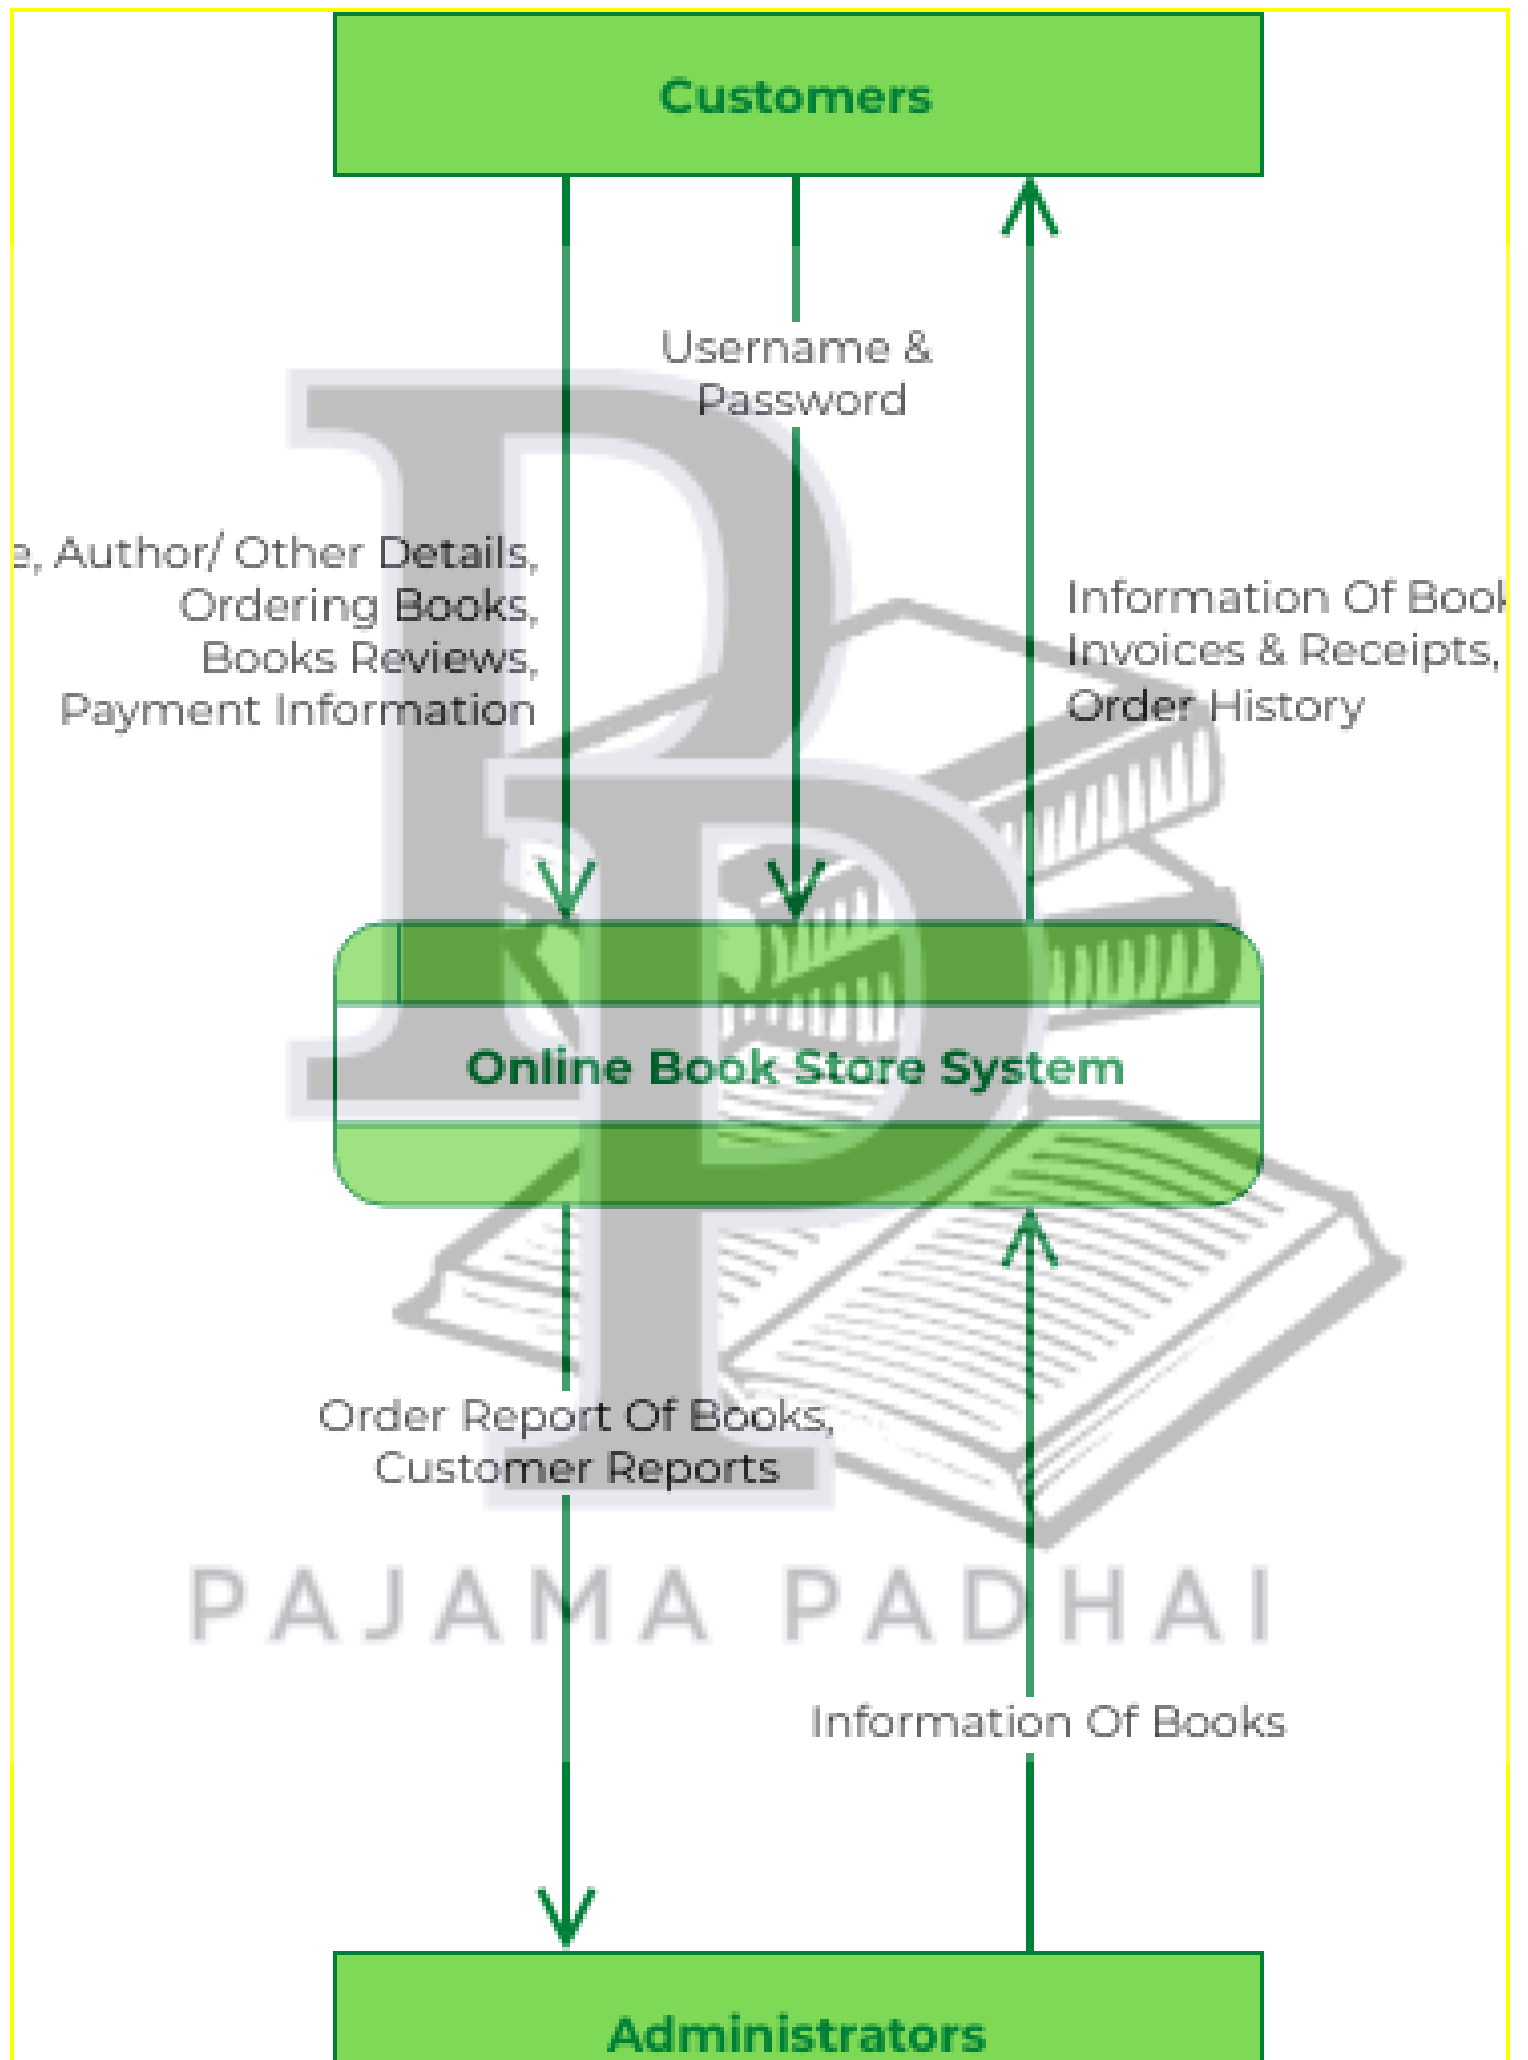 Customers
Username &
Password
Author/ Other Details,
Ordering Books,
Books Reviews,
Payment Information
Information Of
Invoices & Receipts,
Order History
Online Book Store System
Order Report Of Books,
Customer Reports
PAJAMA PADHAI
Information Of Books
Administrators